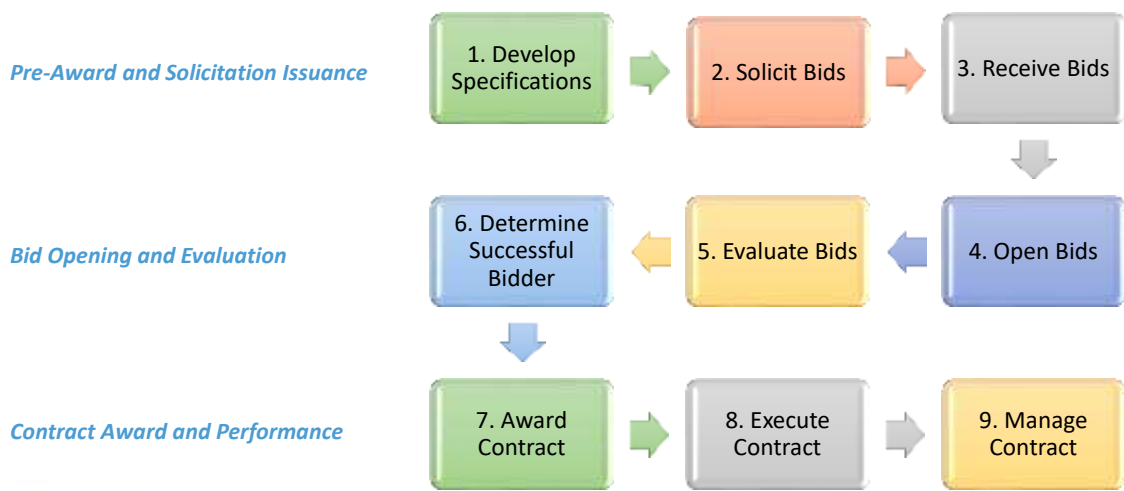 Pre-Award and Solicitation Issuance
1. Develop
Specifications
2. Solicit Bids
3. Receive Bids
Bid Opening and Evaluation
6. Determine
Successful
Bidder
5. Evaluate Bids
4. Open Bids
Contract Award and Performance
7. Award
Contract
8. Execute
Contract
9. Manage
Contract